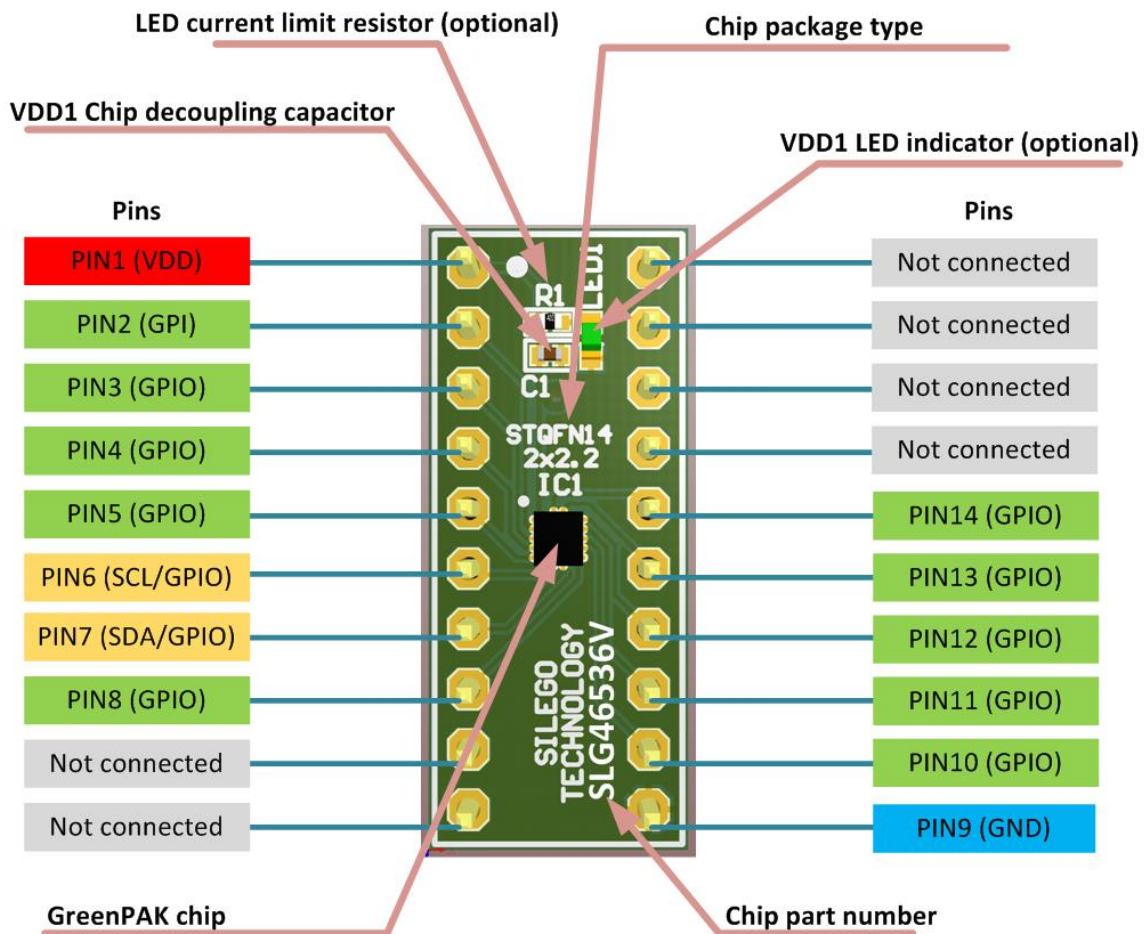 LED current limit resistor (optional)
Chip package type
VDD1 Chip decoupling capacitor
VDD1 LED indicator (optional)
Pins
Pins
PIN1 (VDD)
PIN2 (GPI)
PIN3 (GPIO)
PIN4 (GPIO)
PIN5 (GPIO)
PIN6 (SCL/GPIO)
PIN7 (SDA/GPIO)
PIN8 (GPIO)
Not connected
Not connected
R1
LED1
C1
STQFN14
2x2.2
IC1
SILEGO
TECHNOLOGY
SLG46536V
Not connected
Not connected
Not connected
Not connected
PIN14 (GPIO)
PIN13 (GPIO)
PIN12 (GPIO)
PIN11 (GPIO)
PIN10 (GPIO)
PIN9 (GND)
GreenPAK chip
Chip part number